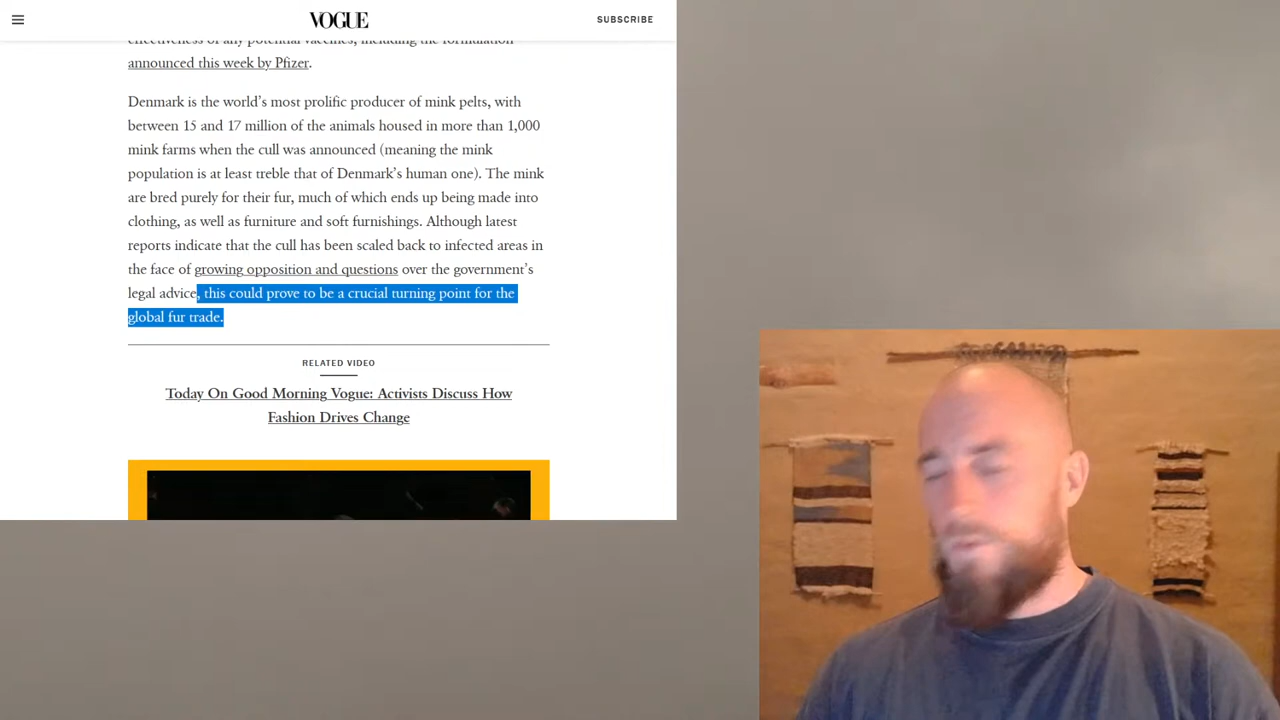 VOGUE
SUBSCRIBE
effectiveness of any potential vaccines, including the formulation
announced this week by Pfizer.
Denmark is the world’s most prolific producer of mink pelts, with
between 15 and 17 million of the animals housed in more than 1,000
mink farms when the cull was announced (meaning the mink
population is at least treble that of Denmark’s human one). The mink
are bred purely for their fur, much of which ends up being made into
clothing, as well as furniture and soft furnishings. Although latest
reports indicate that the cull has been scaled back to infected areas in
the face of growing opposition and questions over the government’s
legal advice, this could prove to be a crucial turning point for the
global fur trade.
RELATED VIDEO
Today On Good Morning Vogue: Activists Discuss How
Fashion Drives Change